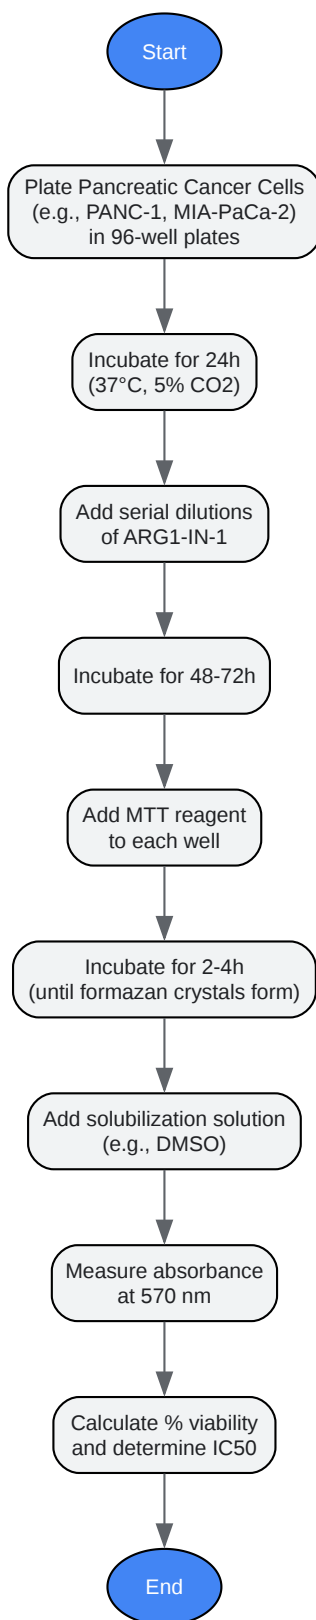 Start
Plate Pancreatic Cancer Cells
(e.g., PANC-1, MIA-PaCa-2)
in 96-well plates
Incubate for 24h
(37°C, 5% CO2)
Add serial dilutions
of ARG1-IN-1
Incubate for 48-72h
Add MTT reagent
to each well
Incubate for 2-4h
(until formazan crystals form)
Add solubilization solution
(e.g., DMSO)
Measure absorbance
at 570 nm
Calculate % viability
and determine IC50
End